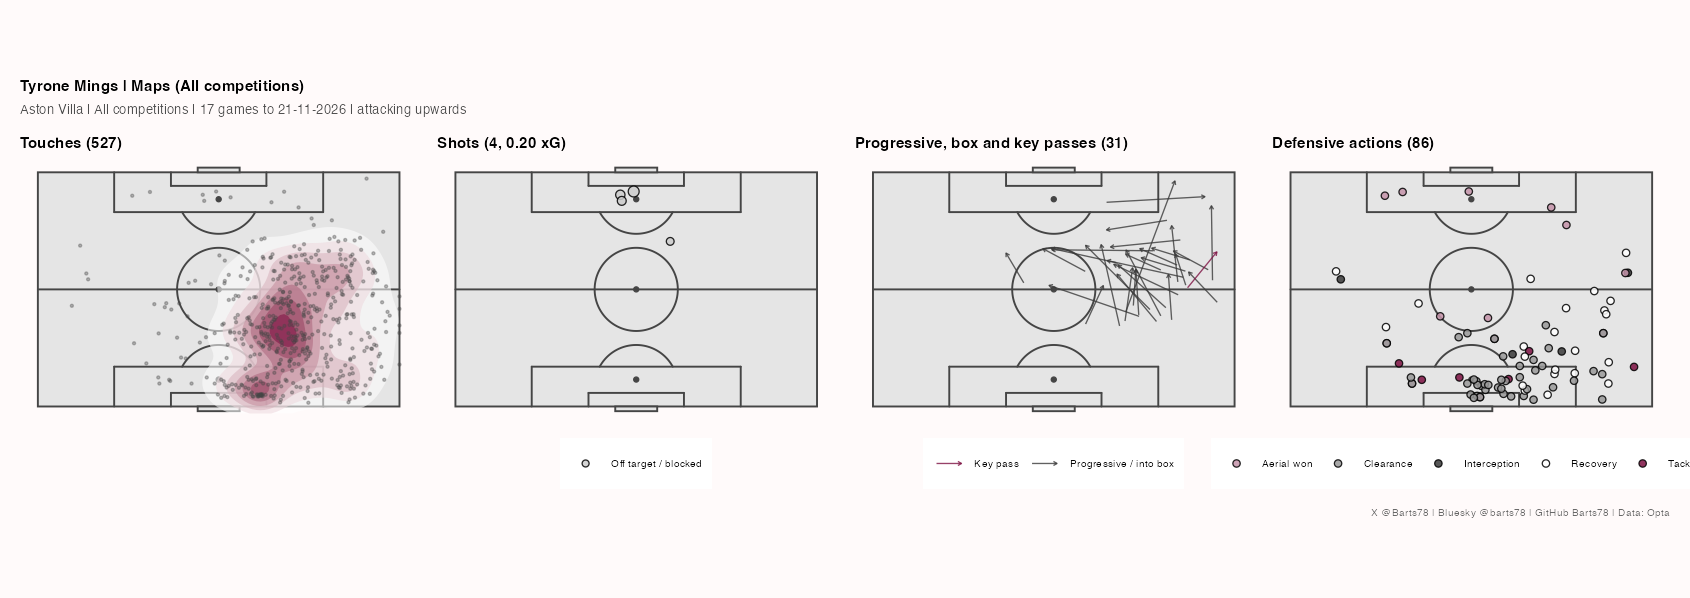 Tyrone Mings | Maps (All competitions)
Aston Villa | All competitions | 17 games to 21-11-2026 | attacking upwards
Touches (527)
Shots (4, 0.20 xG)
Progressive, box and key passes (31)
Defensive actions (86)
Off target / blocked
Key pass
Progressive / into box
Aerial won
Clearance
Interception
Recovery
Tack
X @Barts78 | Bluesky @barts78 | GitHub Barts78 | Data: Opta